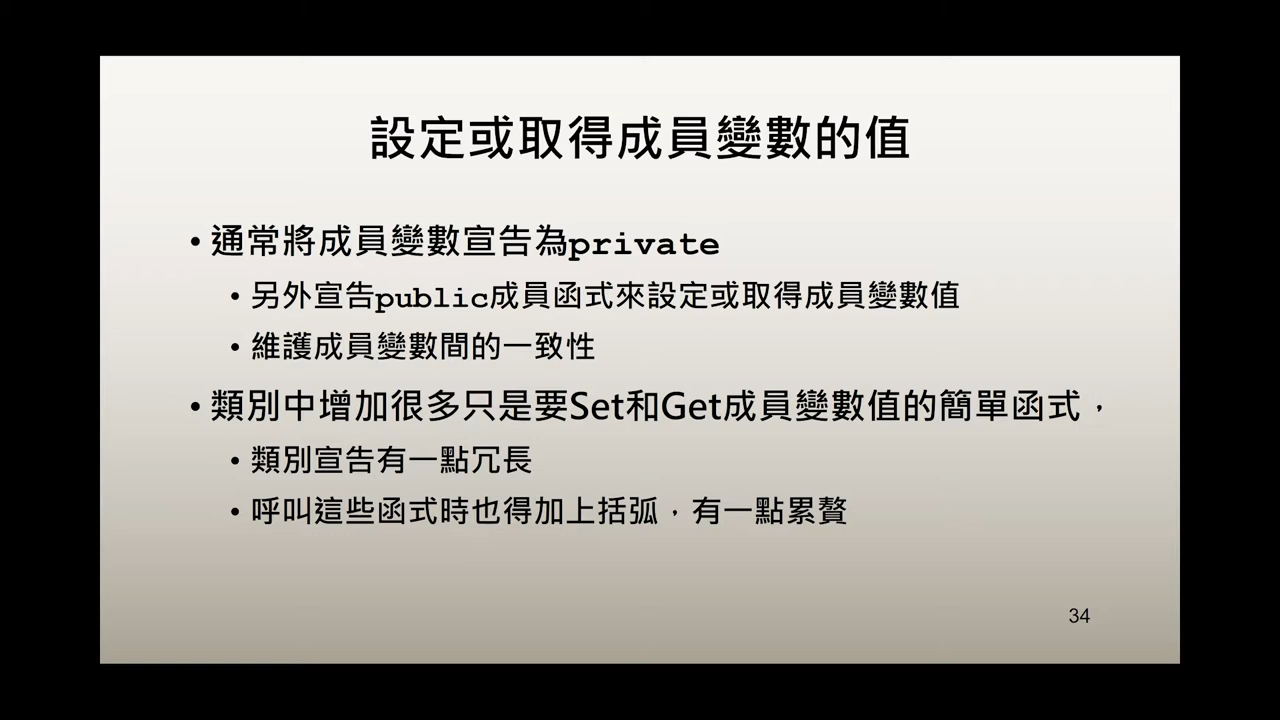 設定或取得成員變數的值
• 通常將成員變數宣告為private
• 另外宣告public成員函式來設定或取得成員變數值
• 維護成員變數間的一致性
• 類別中增加很多只是要Set和Get成員變數值的簡單函式，
• 類別宣告有一點冗長
• 呼叫這些函式時也得加上括弧，有一點累贅
34